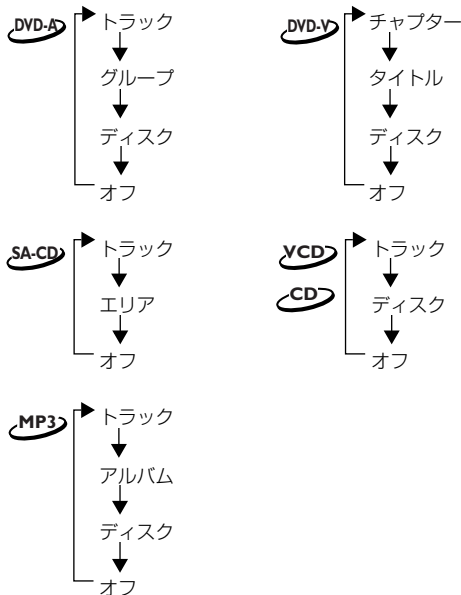 DVD-A
トラック
グループ
ディスク
オフ
DVD-V
チャプター
タイトル
ディスク
オフ
SA-CD
トラック
エリア
オフ
VCD
CD
トラック
ディスク
オフ
MP3
トラック
アルバム
ディスク
オフ